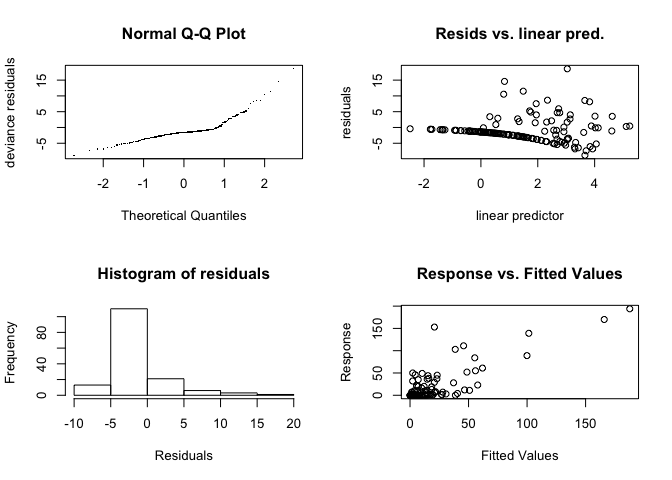 Normal Q-Q Plot
deviance residuals
-5 5 15
-2 -1 0 1 2
Theoretical Quantiles
Resids vs. linear pred.
residuals
-5 5 15
-2 0 2 4
linear predictor
Histogram of residuals
Frequency
0 40 80
-10 -5 0 5 10 15 20
Residuals
Response vs. Fitted Values
Response
0 50 150
0 50 100 150
Fitted Values